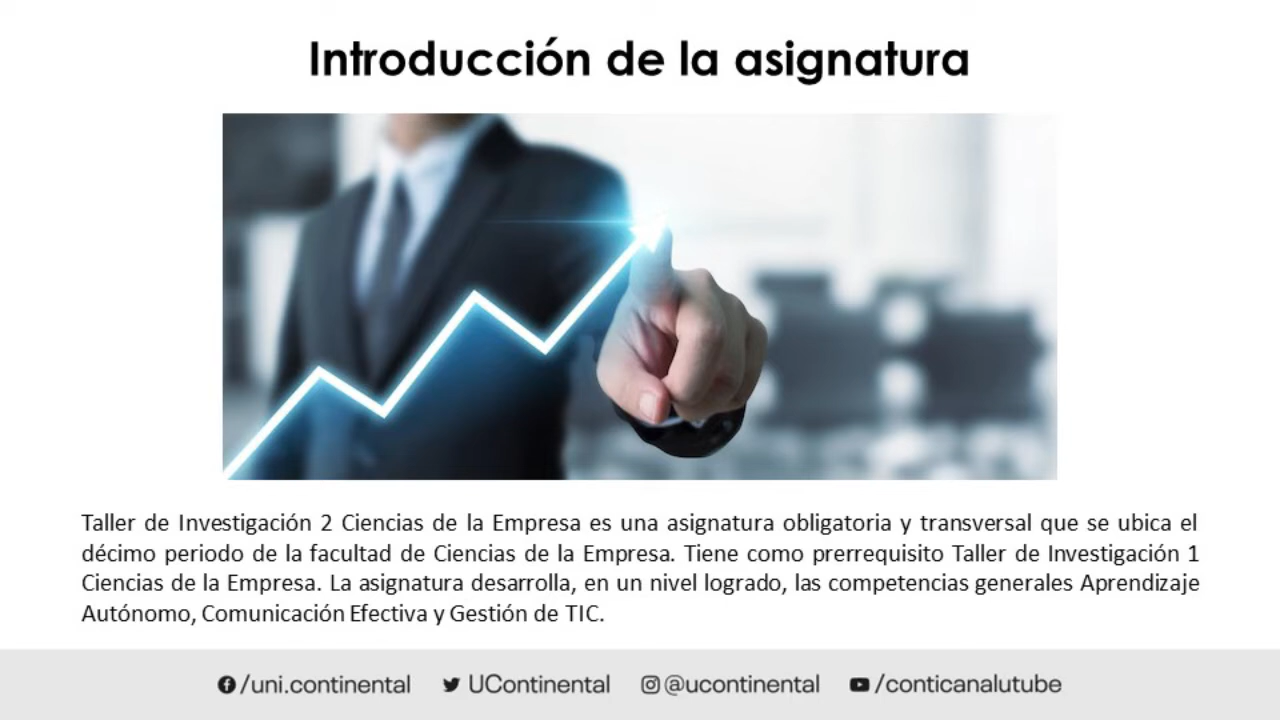 Introducción de la asignatura
Taller de Investigación 2 Ciencias de la Empresa es una asignatura obligatoria y transversal que se ubica el
décimo periodo de la facultad de Ciencias de la Empresa. Tiene como prerrequisito Taller de Investigación 1
Ciencias de la Empresa. La asignatura desarrolla, en un nivel logrado, las competencias generales Aprendizaje
Autónomo, Comunicación Efectiva y Gestión de TIC.
/uni.continental UContinental @ucontinental /conticanalutube